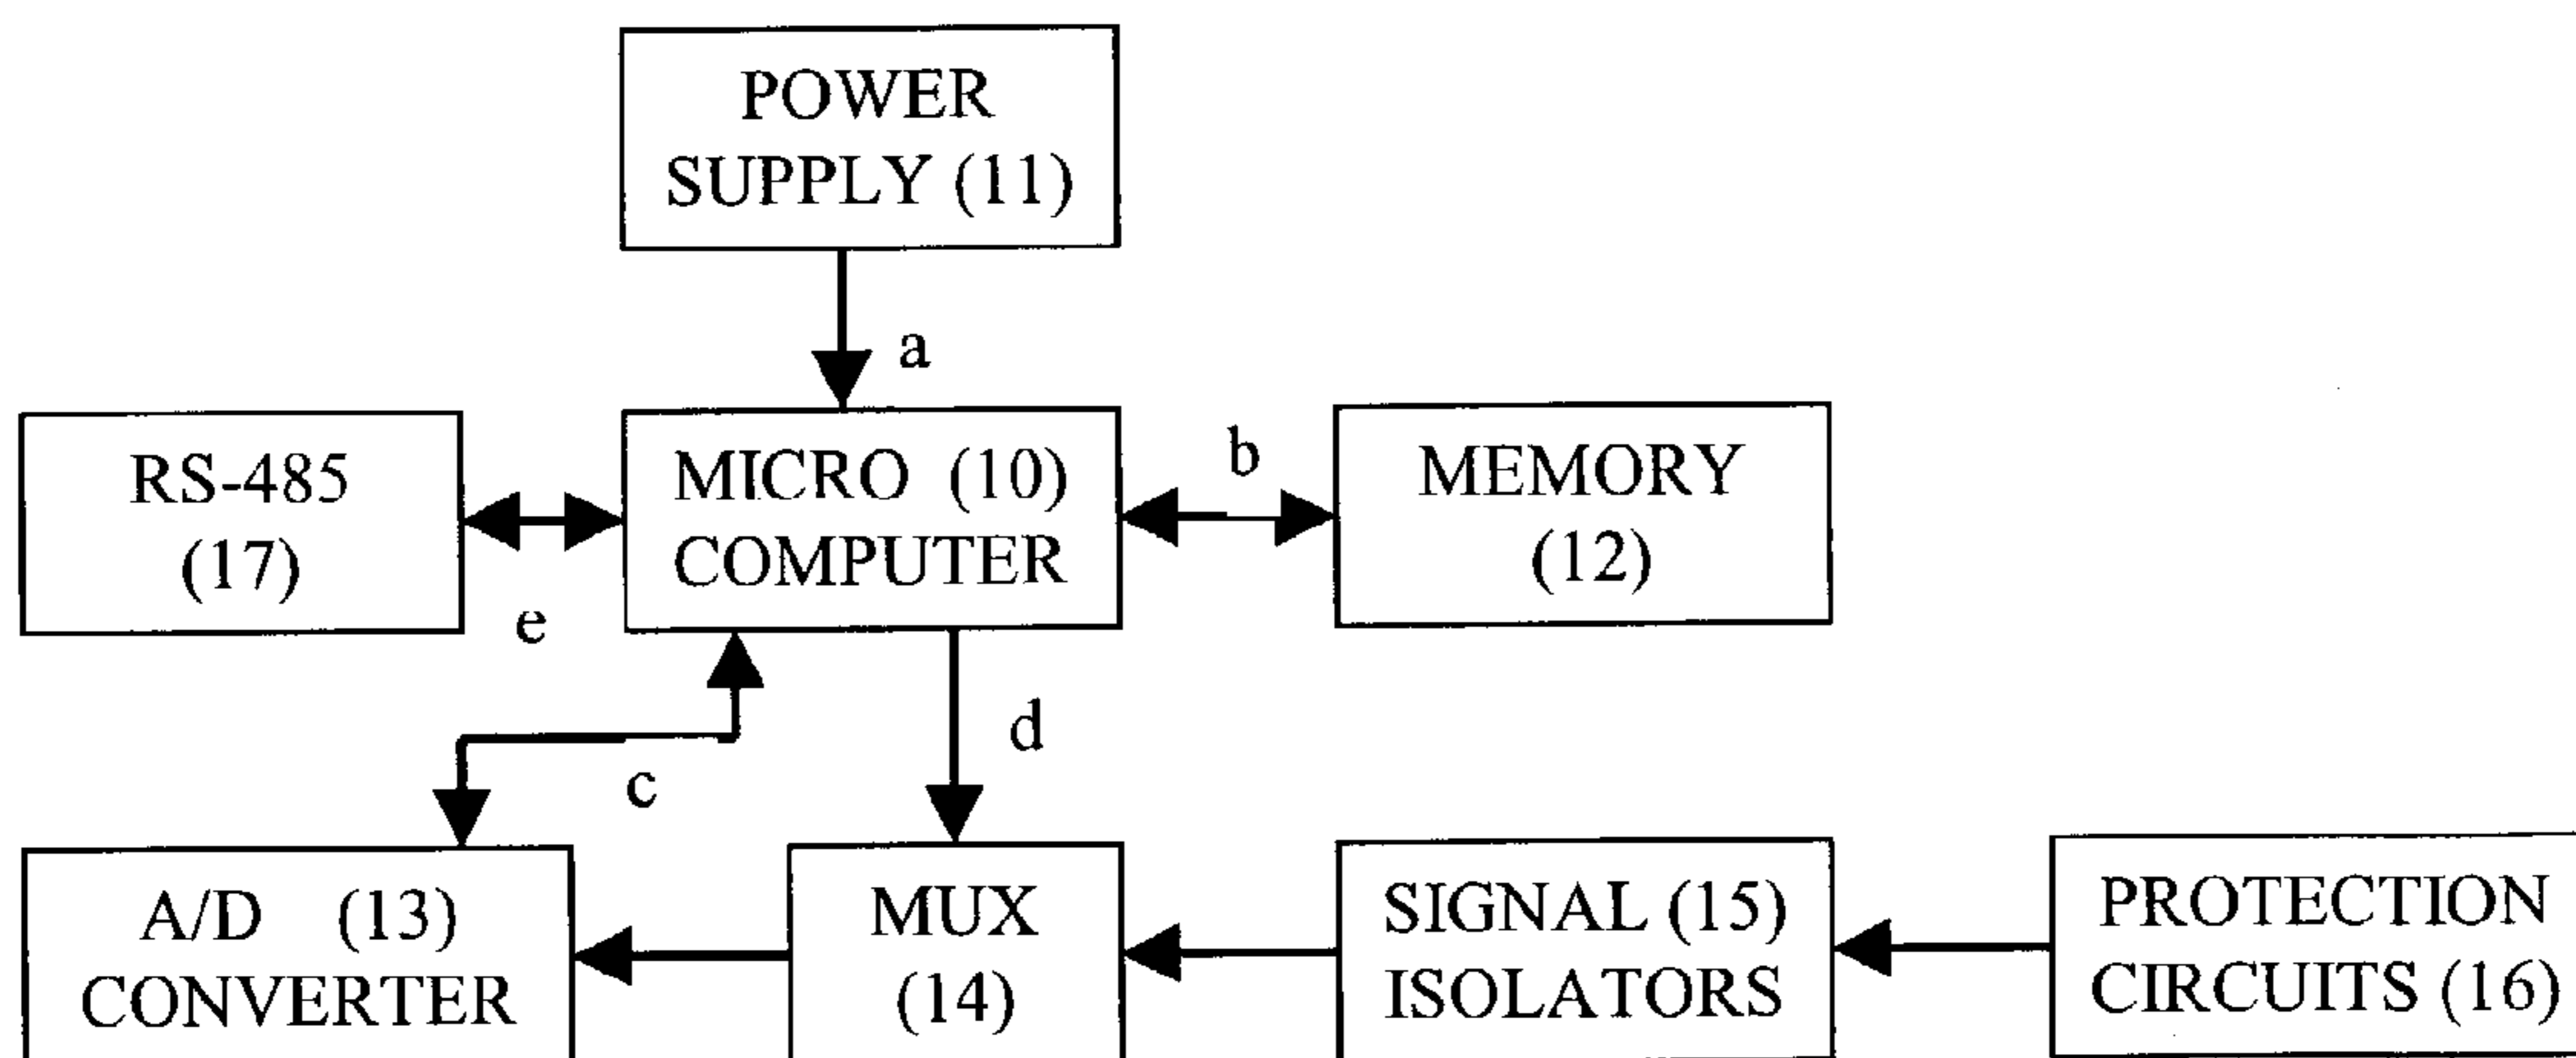 POWER
SUPPLY (11)
a
RS-485
(17)
e
MICRO (10)
COMPUTER
b
MEMORY
(12)
c
d
A/D (13)
CONVERTER
MUX
(14)
SIGNAL (15)
ISOLATORS
PROTECTION
CIRCUITS (16)